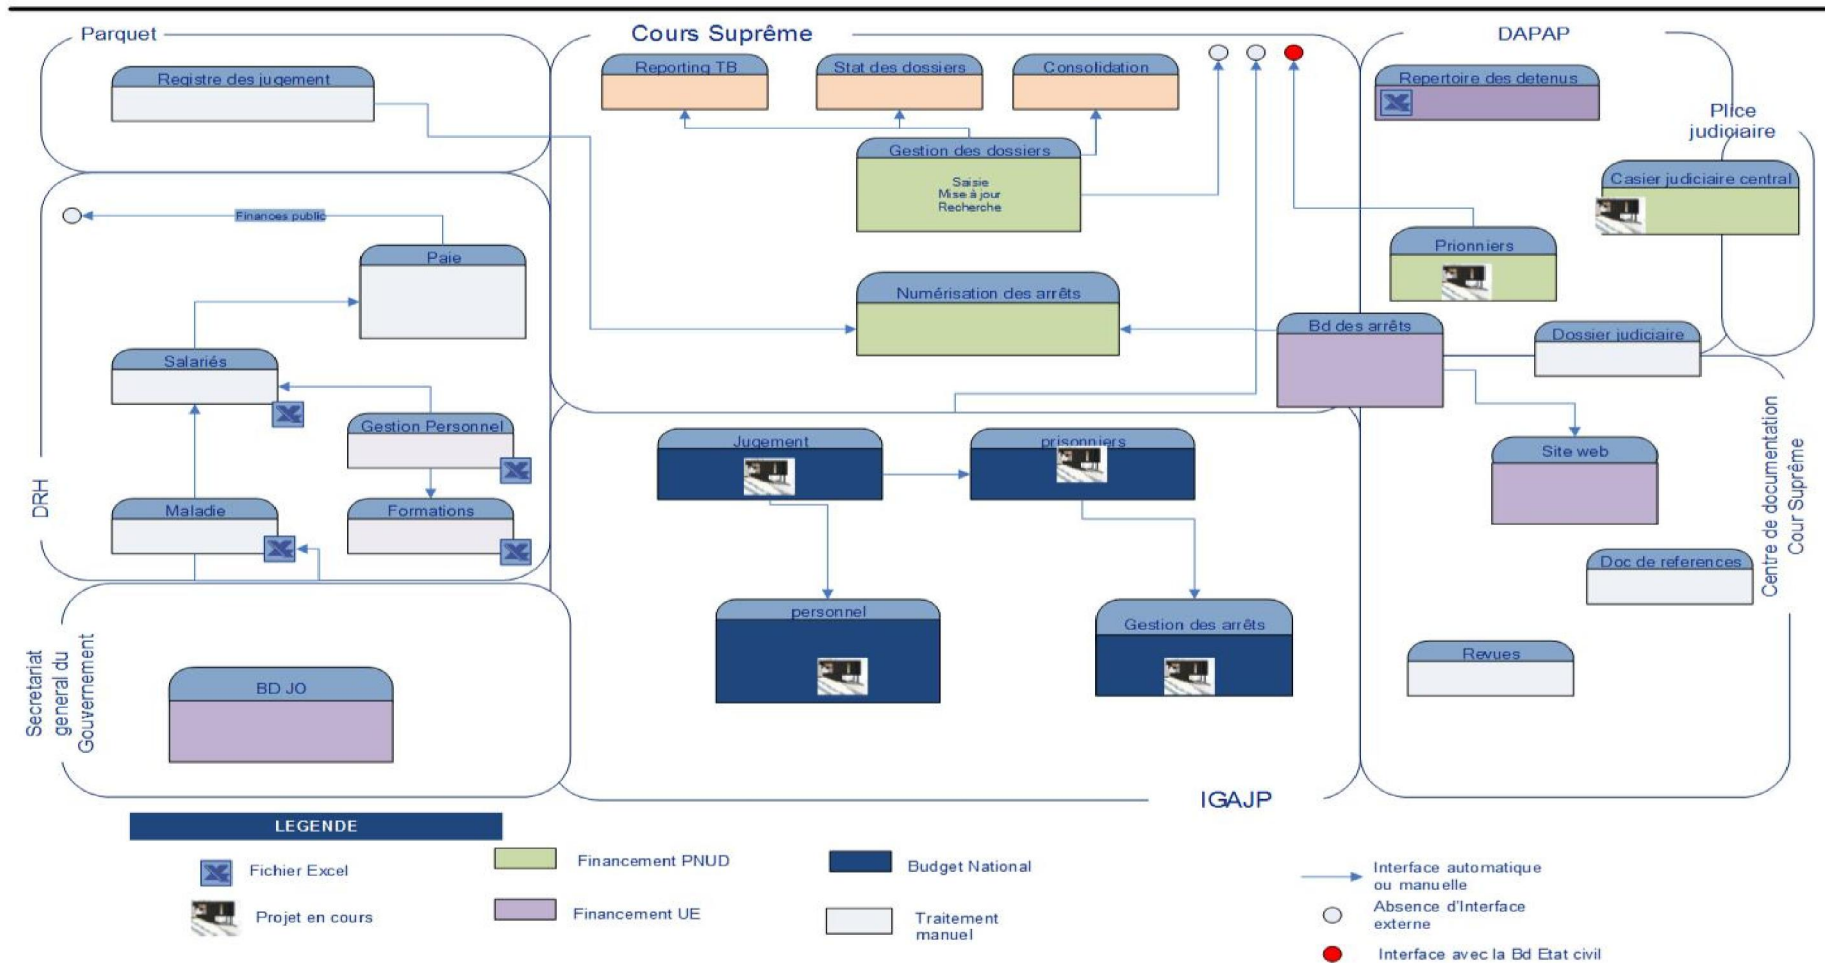 Parquet
Registre des jugement
Cours Suprême
Reporting TB
Stat des dossiers
Consolidation
Gestion des dossiers
Saisie
Mise à jour
Recherche
Numérisation des arrêts
DAPAP
Repertoire des detenus
Plice
judiciaire
Casier judiciaire central
Prionniers
Bd des arrêts
Dossier judiciaire
DRH
Finances public
Paie
Salariés
Gestion Personnel
Maladie
Formations
Jugement
prisonniers
personnel
Gestion des arrêts
IGAJP
Centre de documentation
Cour Suprême
Site web
Doc de references
Revues
Secretariat
general du
Gouvernement
BD JO
LEGENDE
Fichier Excel
Projet en cours
Financement PNUD
Financement UE
Budget National
Traitement
manuel
Interface automatique
ou manuelle
Absence d'Interface
externe
Interface avec la Bd Etat civil